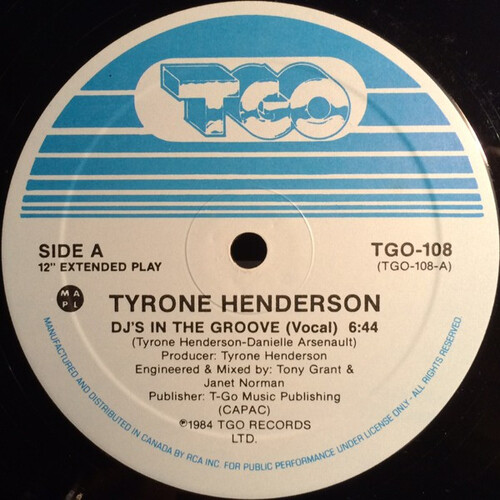 TGO
SIDE A
12" EXTENDED PLAY
TGO-108
(TGO-108-A)
M A
P L
TYRONE HENDERSON
DJ'S IN THE GROOVE (Vocal) 6:44
(Tyrone Henderson-Danielle Arsenault)
Producer: Tyrone Henderson
Engineered & Mixed by: Tony Grant &
Janet Norman
Publisher: T-Go Music Publishing
(CAPAC)
℗1984 TGO RECORDS
LTD.
MANUFACTURED AND DISTRIBUTED IN CANADA BY RCA INC. FOR PUBLIC PERFORMANCE UNDER LICENSE ONLY - ALL RIGHTS RESERVED.